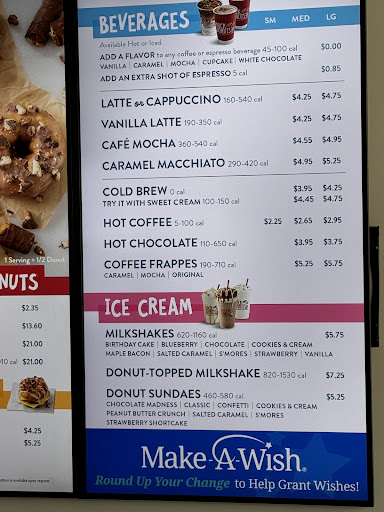 BEVERAGES SM MED LG
Available Hot or Iced
ADD A FLAVOR to any coffee or espresso beverage 45-100 cal $0.00
VANILLA | CARAMEL | MOCHA | CUPCAKE | WHITE CHOCOLATE
ADD AN EXTRA SHOT OF ESPRESSO 5 cal $0.85
LATTE or CAPPUCCINO 160-540 cal $4.25 $4.75
VANILLA LATTE 190-350 cal $4.25 $4.75
CAFÉ MOCHA 360-540 cal $4.55 $4.95
CARAMEL MACCHIATO 290-420 cal $4.95 $5.25
COLD BREW 0 cal $3.95 $4.25
TRY IT WITH SWEET CREAM 100-150 cal $4.45 $4.75
HOT COFFEE 5-100 cal $2.25 $2.65 $2.95
HOT CHOCOLATE 110-650 cal $3.95 $3.75
COFFEE FRAPPES 190-710 cal $5.25 $5.75
CARAMEL | MOCHA | ORIGINAL
ICE CREAM
MILKSHAKES 620-1160 cal $5.75
BIRTHDAY CAKE | BLUEBERRY | CHOCOLATE | COOKIES & CREAM
MAPLE BACON | SALTED CARAMEL | S'MORES | STRAWBERRY | VANILLA
DONUT-TOPPED MILKSHAKE 820-1530 cal $7.25
DONUT SUNDAES 460-580 cal $5.25
CHOCOLATE MADNESS | CLASSIC | CONFETTI | COOKIES & CREAM
PEANUT BUTTER CRUNCH | SALTED CARAMEL | S'MORES
STRAWBERRY SHORTCAKE
Make-A-Wish®
Round Up Your Change to Help Grant Wishes!
1 Serving = 1/2 Donut
NUTS
$2.35
$13.60
$21.00
cal $21.00
$4.25
$5.25